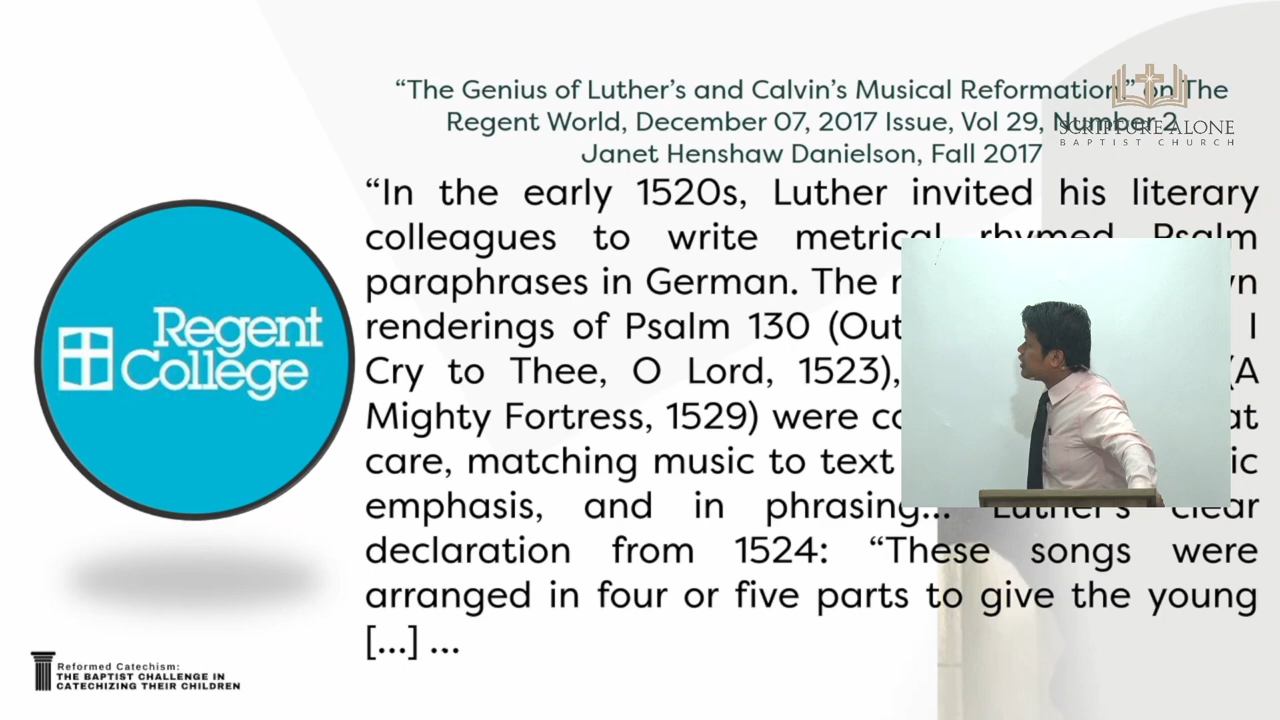 “The Genius of Luther’s and Calvin’s Musical Reformation,” on The
Regent World, December 07, 2017 Issue, Vol 29, Number 2
Janet Henshaw Danielson, Fall 2017
SCRIPTURE ALONE
BAPTIST CHURCH
“In the early 1520s, Luther invited his literary
colleagues to write metrical rhymed Psalm
paraphrases in German. The
renderings of Psalm 130 (Out I
Cry to Thee, O Lord, 1523), (A
Mighty Fortress, 1529) were
care, matching music to text
emphasis, and in phrasing... Luther’s clear
declaration from 1524: “These songs were
arranged in four or five parts to give the young
[...] ...
Regent
College
Reformed Catechism:
THE BAPTIST CHALLENGE IN
CATECHIZING THEIR CHILDREN